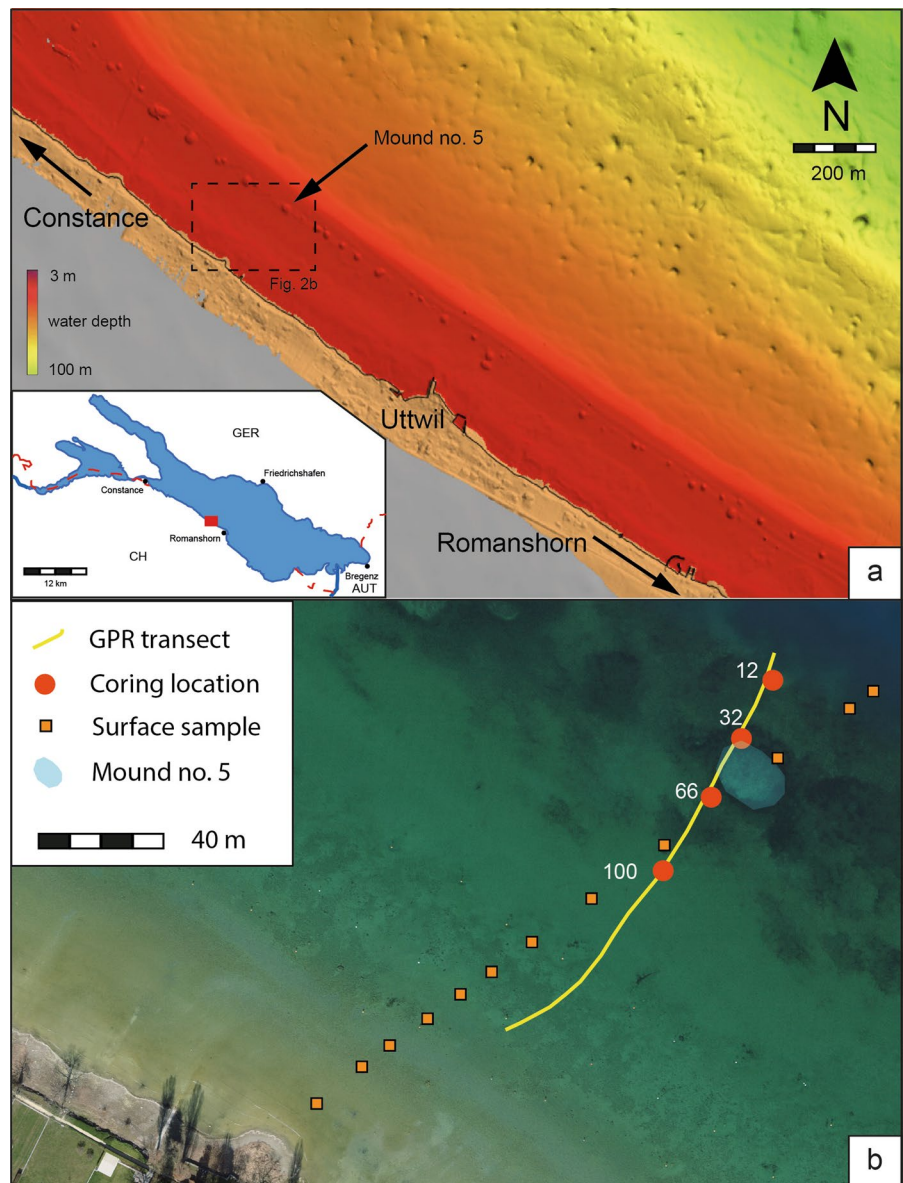 Mound no. 5
N
200 m
Constance
Fig. 2b
3 m
water depth
100 m
Uttwil
GER
Friedrichshafen
Constance
Romanshorn
CH
12 km
Bregenz
AUT
Romanshorn
a
GPR transect
Coring location
Surface sample
Mound no. 5
40 m
12
32
66
100
b